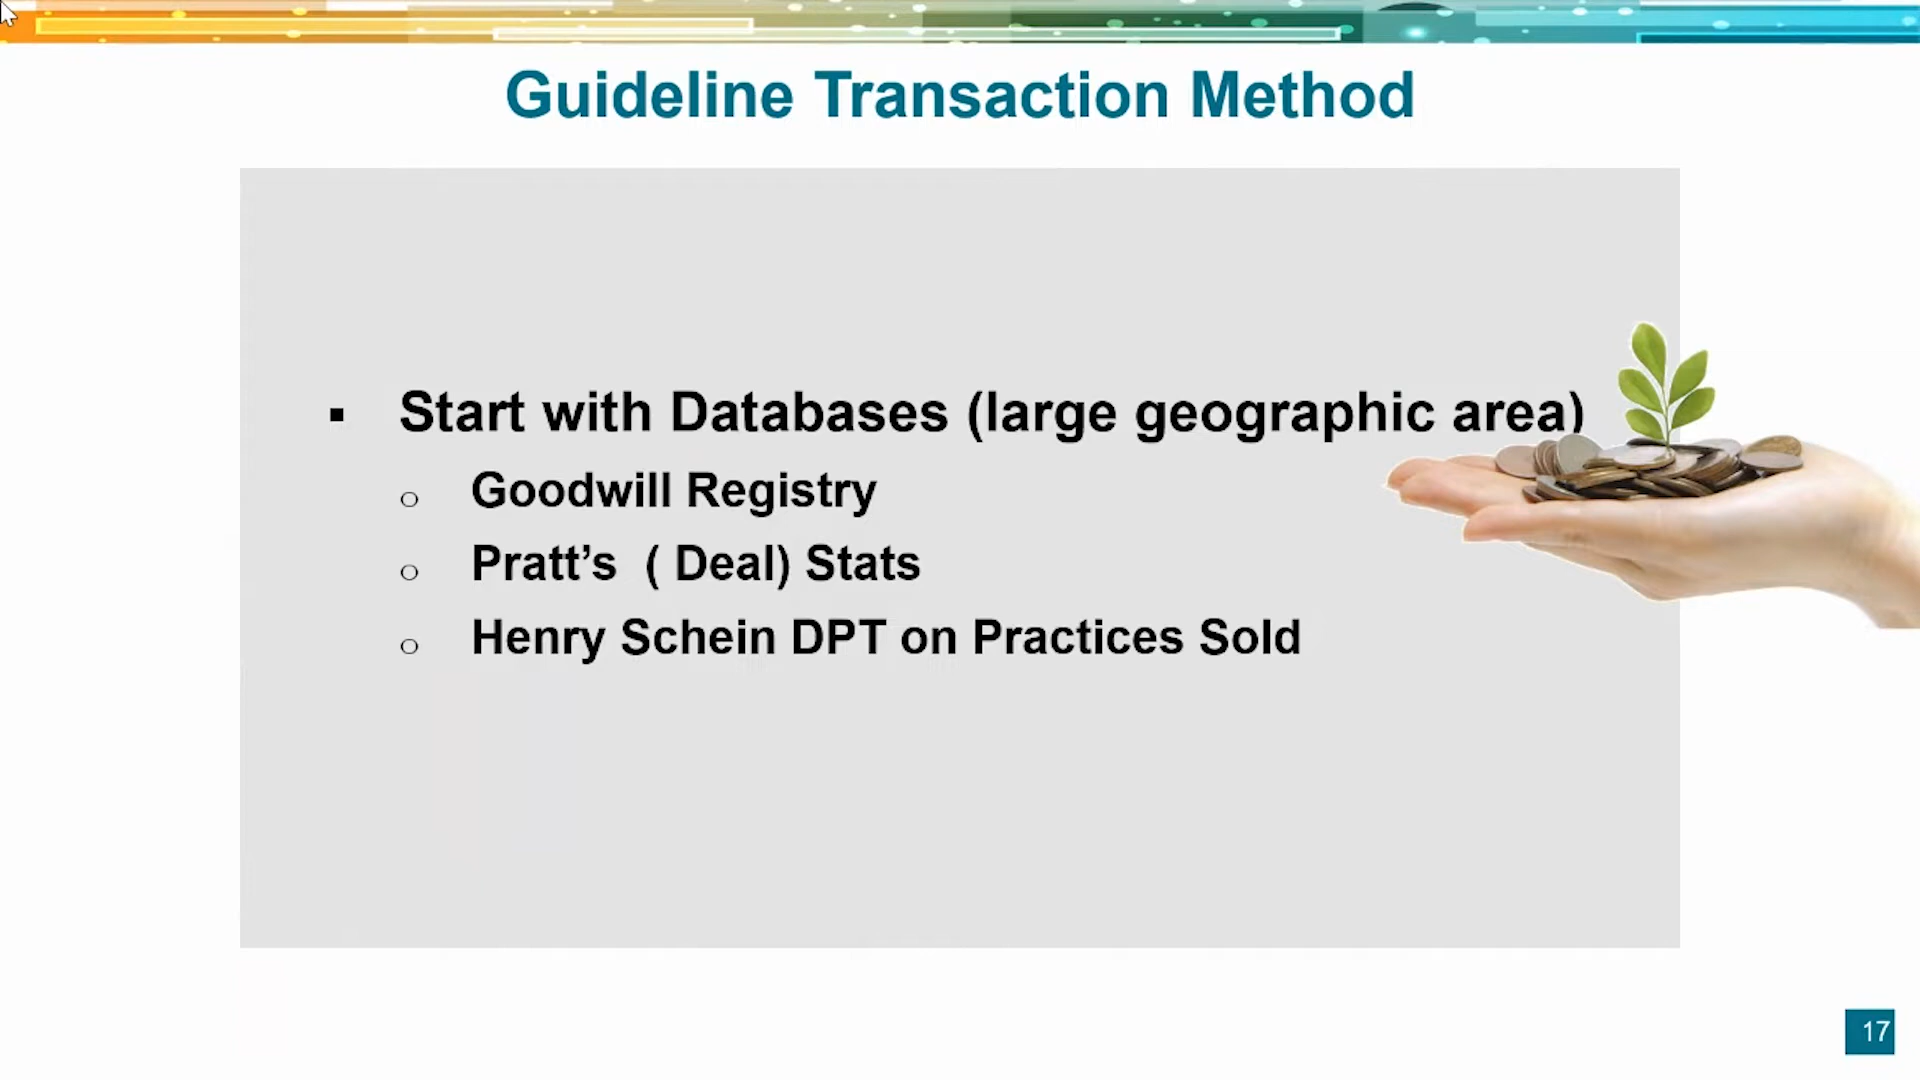 Guideline Transaction Method
▪ Start with Databases (large geographic area)
o Goodwill Registry
o Pratt’s  ( Deal) Stats
o Henry Schein DPT on Practices Sold
17